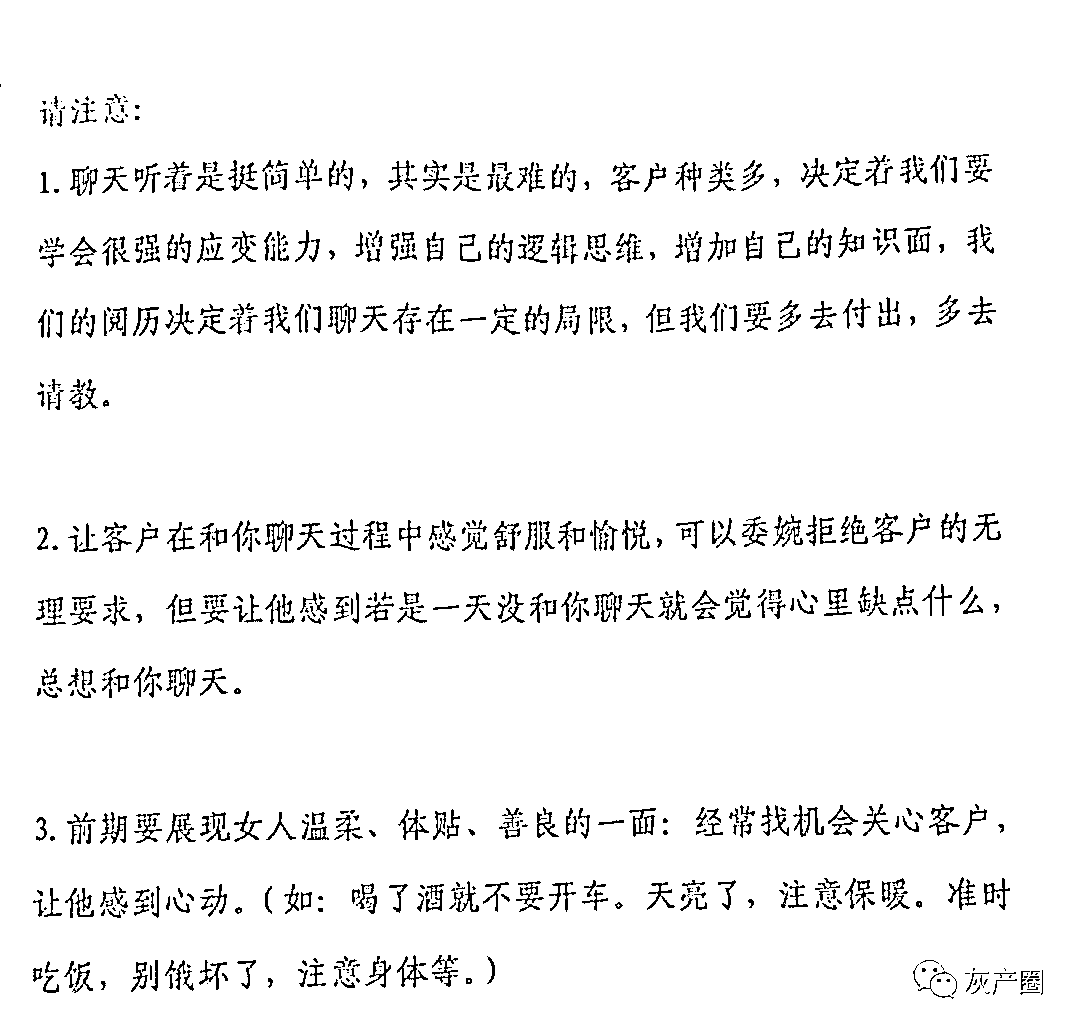 请注意：
1. 聊天听着是挺简单的，其实是最难的，客户种类多，决定着我们要
学会很强的应变能力，增强自己的逻辑思维，增加自己的知识面，我
们的阅历决定着我们聊天存在一定的局限，但我们要多去付出，多去
请教。
2. 让客户在和你聊天过程中感觉舒服和愉悦，可以委婉拒绝客户的无
理要求，但要让他感到若是一天没和你聊天就会觉得心里缺点什么，
总想和你聊天。
3. 前期要展现女人温柔、体贴、善良的一面：经常找机会关心客户，
让他感到心动。（如：喝了酒就不要开车。天亮了，注意保暖。准时
吃饭，别饿坏了，注意身体等。）
灰产圈